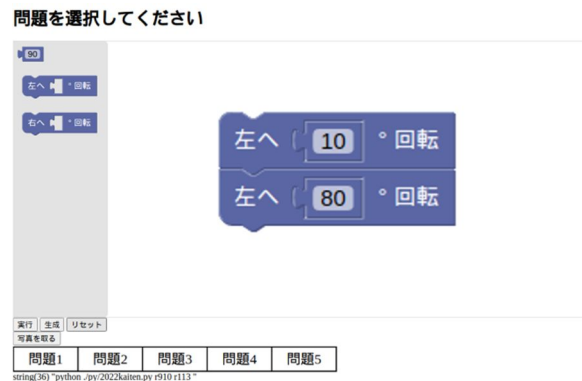 問題を選択してください
90
左へ ° 回転
右へ ° 回転
左へ 10 ° 回転
左へ 80 ° 回転
実行 生成 リセット
写真を取る
問題1 問題2 問題3 問題4 問題5
string(36) "python ./py/2022kaiten.py r910 r113 "